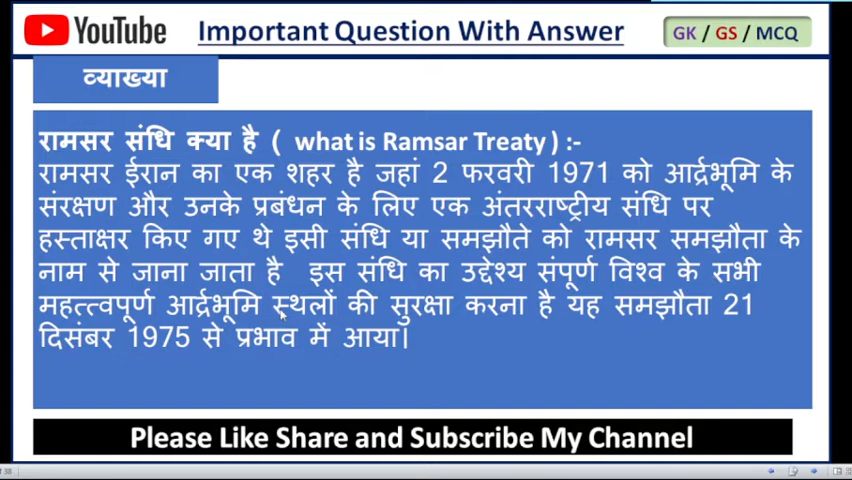 YouTube Important Question With Answer GK / GS / MCQ
व्याख्या
रामसर संधि क्या है ( what is Ramsar Treaty ) :-
रामसर ईरान का एक शहर है जहां 2 फरवरी 1971 को आर्द्रभूमि के
संरक्षण और उनके प्रबंधन के लिए एक अंतरराष्ट्रीय संधि पर
हस्ताक्षर किए गए थे इसी संधि या समझौते को रामसर समझौता के
नाम से जाना जाता है इस संधि का उद्देश्य संपूर्ण विश्व के सभी
महत्त्वपूर्ण आर्द्रभूमि स्थलों की सुरक्षा करना है यह समझौता 21
दिसंबर 1975 से प्रभाव में आया।
Please Like Share and Subscribe My Channel